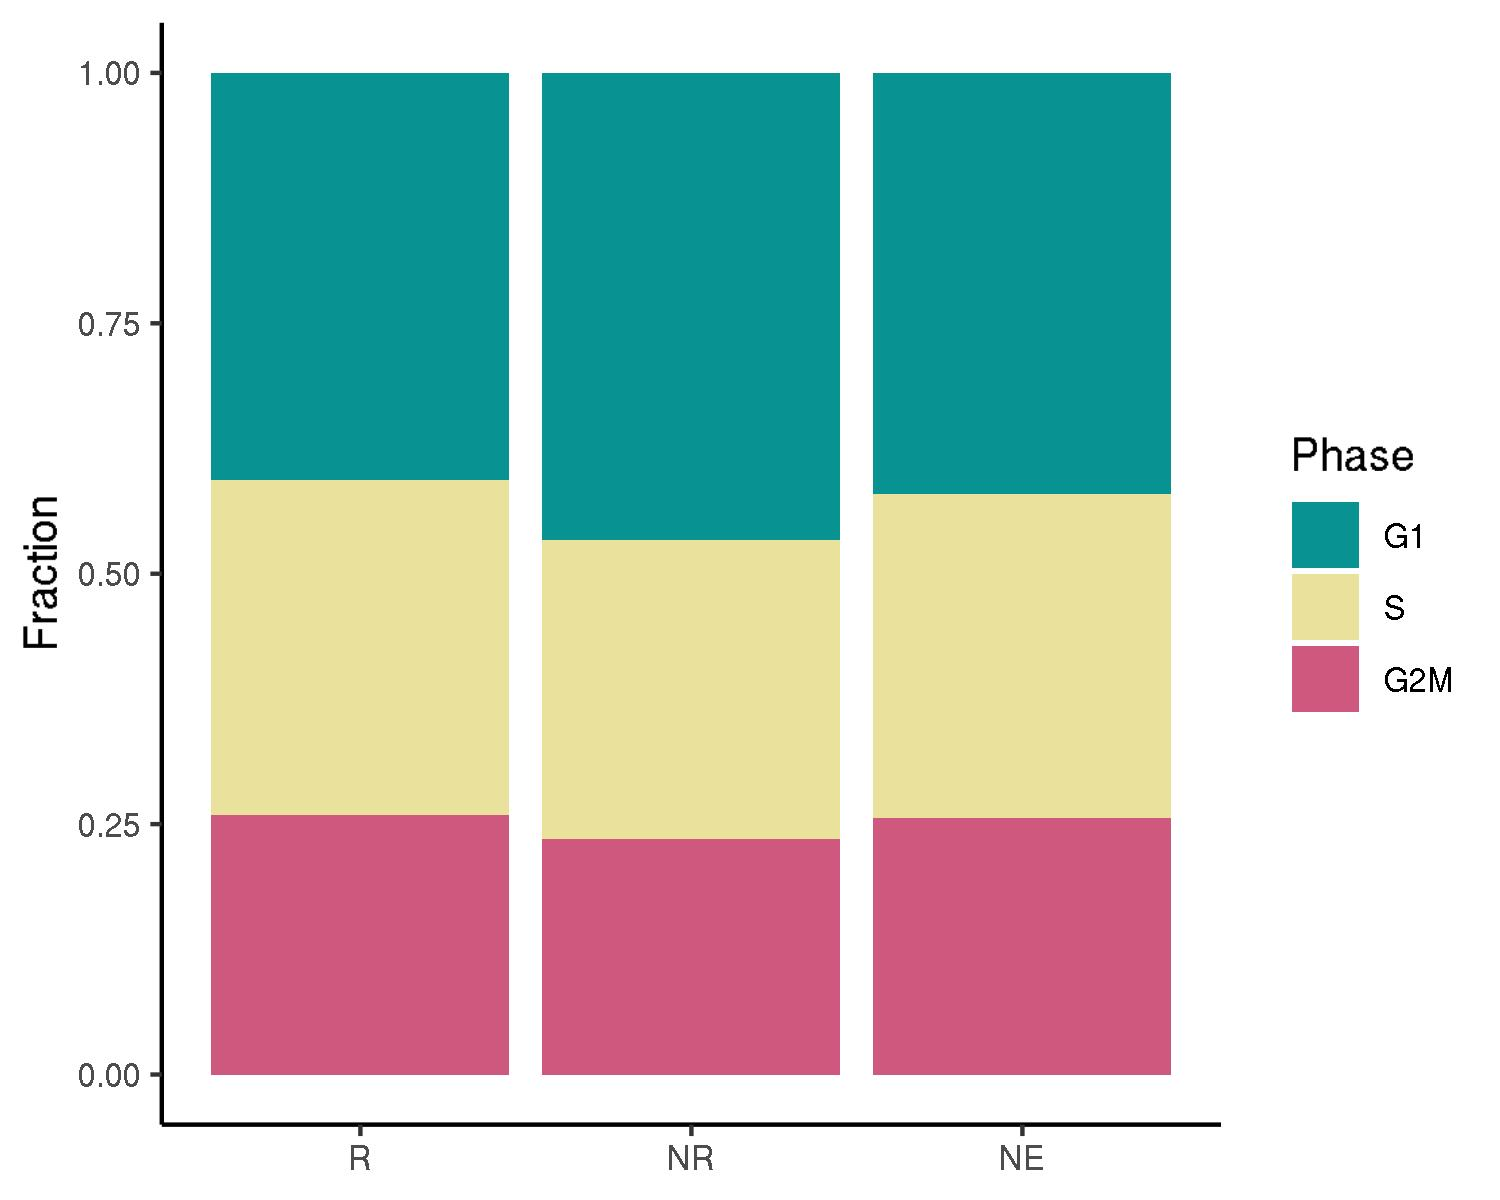 Fraction
1.00
0.75
0.50
0.25
0.00
R
NR
NE
Phase
G1
S
G2M